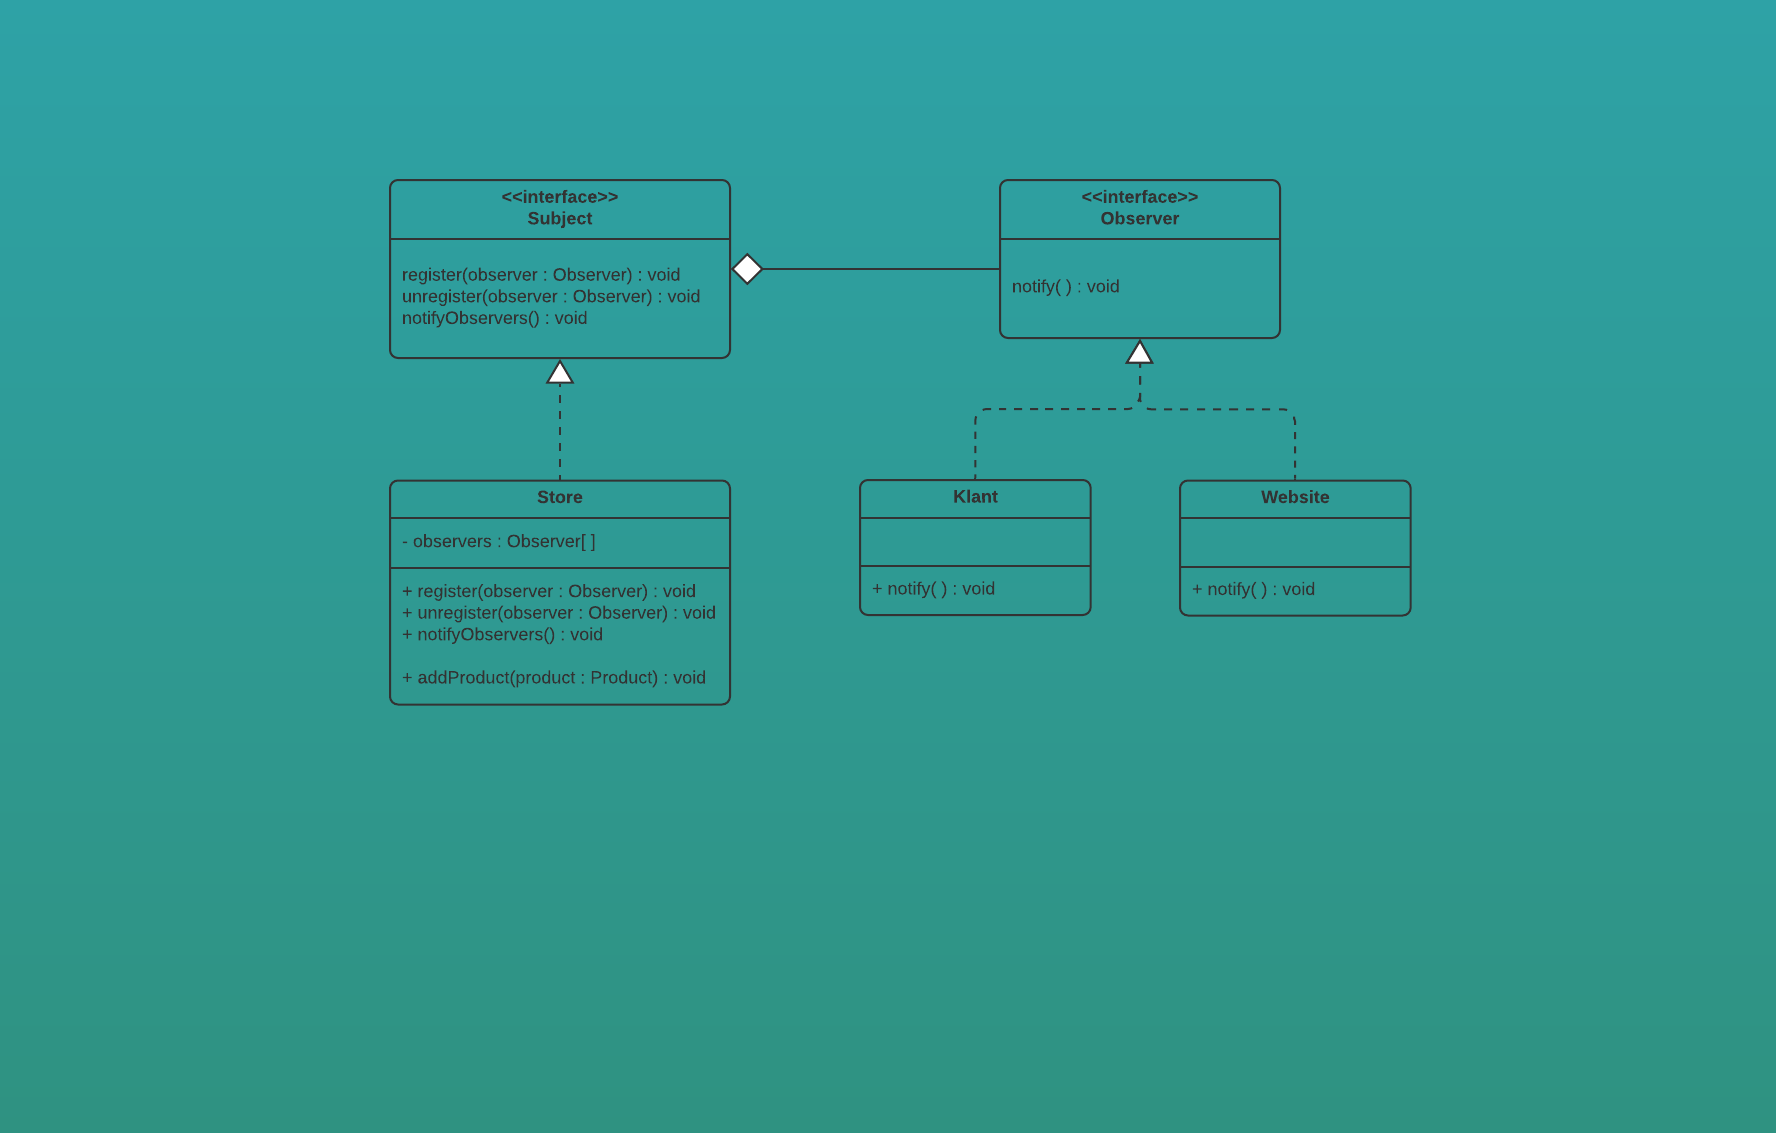 <<interface>>
Subject
register(observer : Observer) : void
unregister(observer : Observer) : void
notifyObservers() : void
<<interface>>
Observer
notify( ) : void
Store
- observers : Observer[ ]
+ register(observer : Observer) : void
+ unregister(observer : Observer) : void
+ notifyObservers() : void
+ addProduct(product : Product) : void
Klant
+ notify( ) : void
Website
+ notify( ) : void